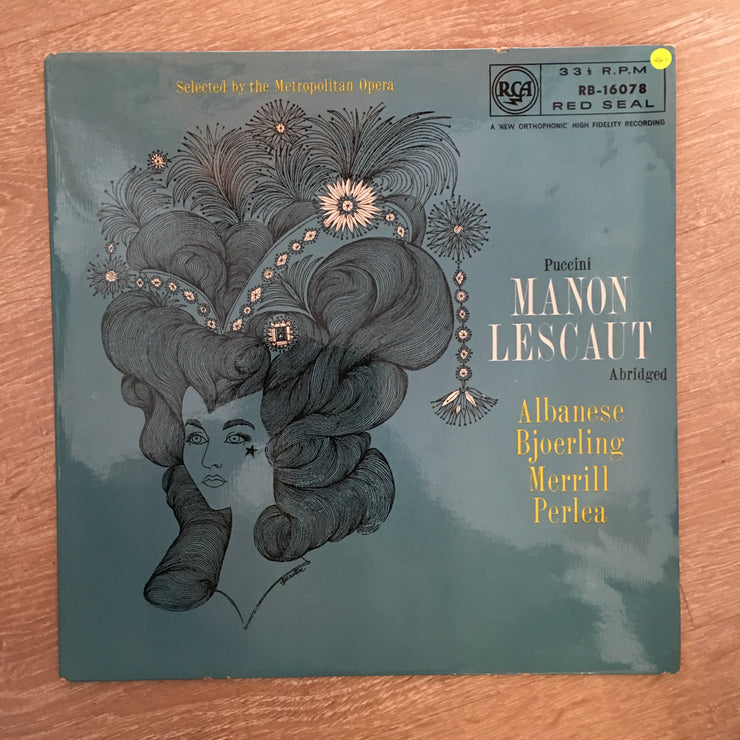 Selected by the Metropolitan Opera
RCA
33⅓ R.P.M
RB-16078
RED SEAL
A 'NEW ORTHOPHONIC' HIGH FIDELITY RECORDING
Puccini
MANON
LESCAUT
Abridged
Albanese
Bjoerling
Merrill
Perlea